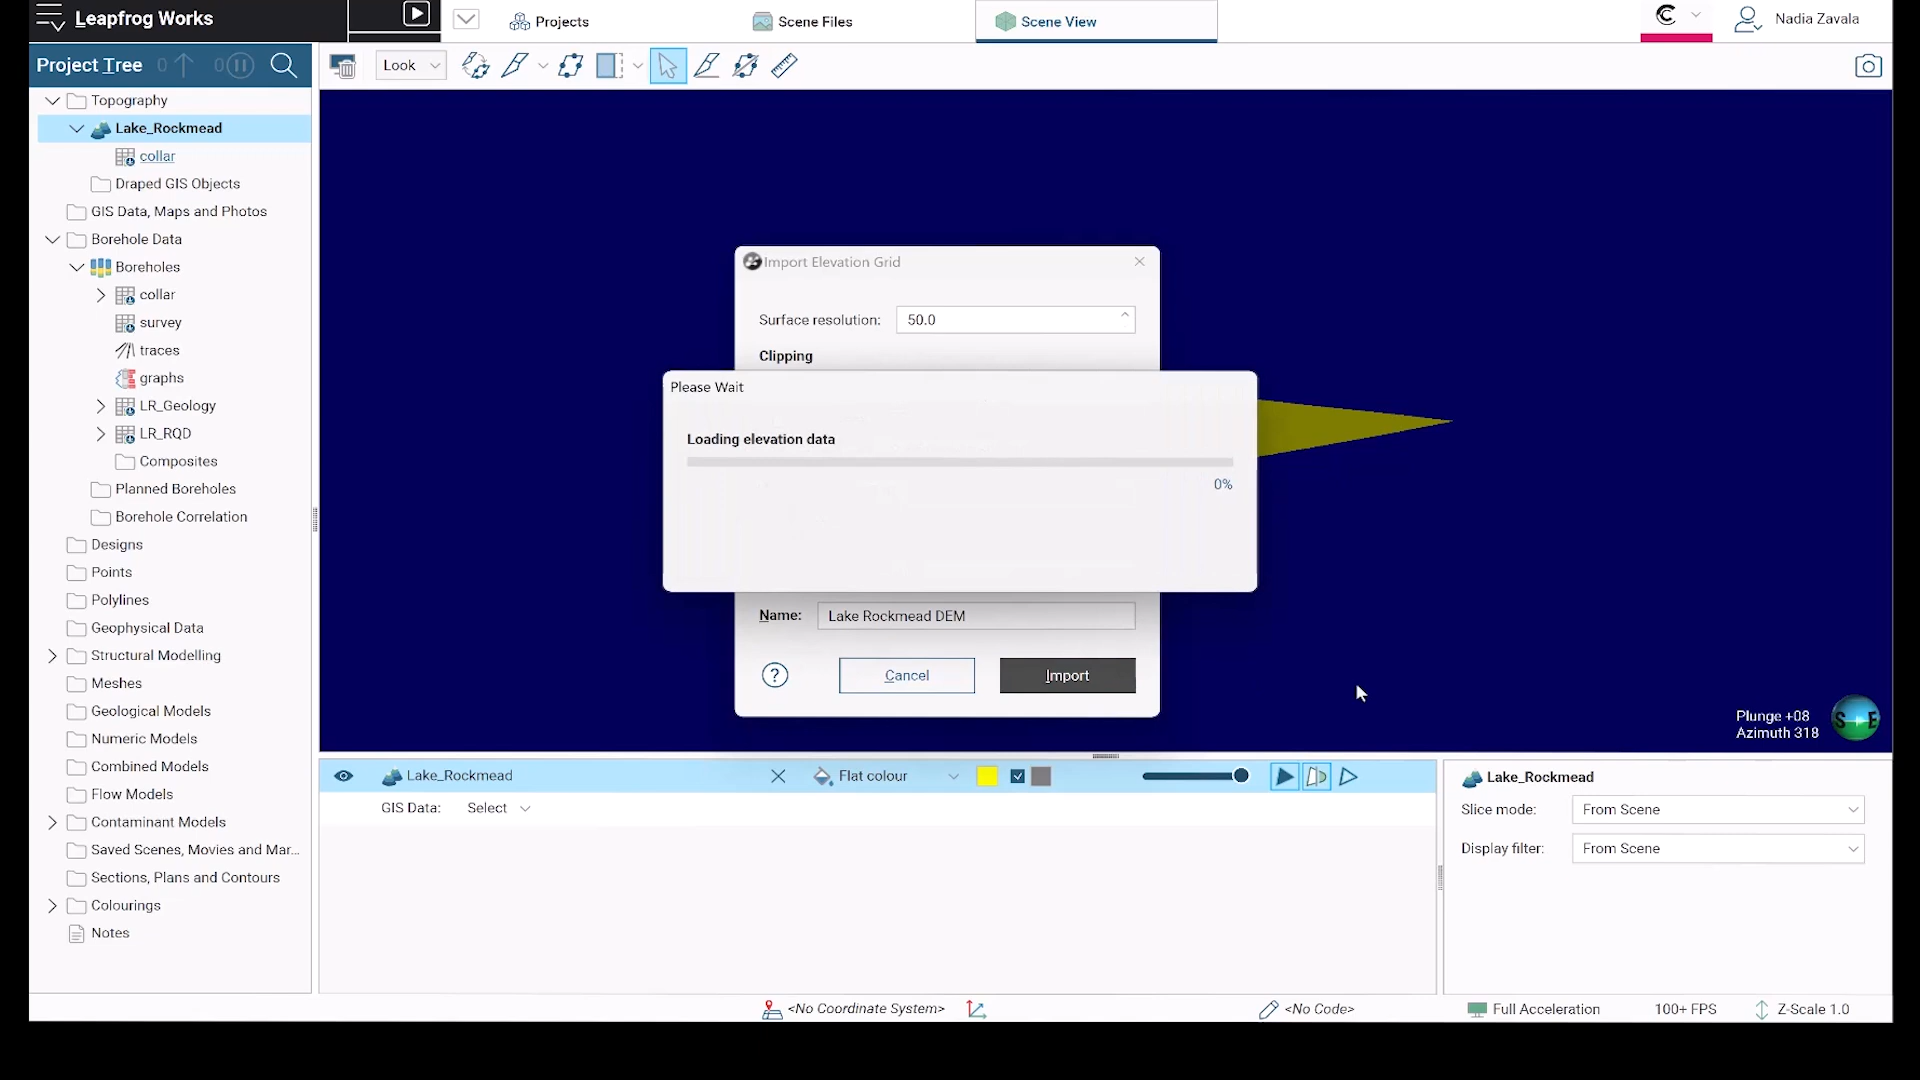 Leapfrog Works
Projects
Scene Files
Scene View
Nadia Zavala
Project Tree 0 0
Look
Topography
Lake_Rockmead
collar
Draped GIS Objects
GIS Data, Maps and Photos
Borehole Data
Boreholes
collar
survey
traces
graphs
LR_Geology
LR_RQD
Composites
Planned Boreholes
Borehole Correlation
Designs
Points
Polylines
Geophysical Data
Structural Modelling
Meshes
Geological Models
Numeric Models
Combined Models
Flow Models
Contaminant Models
Saved Scenes, Movies and Mar...
Sections, Plans and Contours
Colourings
Notes
Import Elevation Grid
Surface resolution: 50.0
Clipping
Please Wait
Loading elevation data
0%
Name: Lake Rockmead DEM
? Cancel Import
Plunge +08
Azimuth 318
S E
Lake_Rockmead Flat colour
GIS Data: Select
Lake_Rockmead
Slice mode: From Scene
Display filter: From Scene
<No Coordinate System>
<No Code>
Full Acceleration
100+ FPS
Z-Scale 1.0